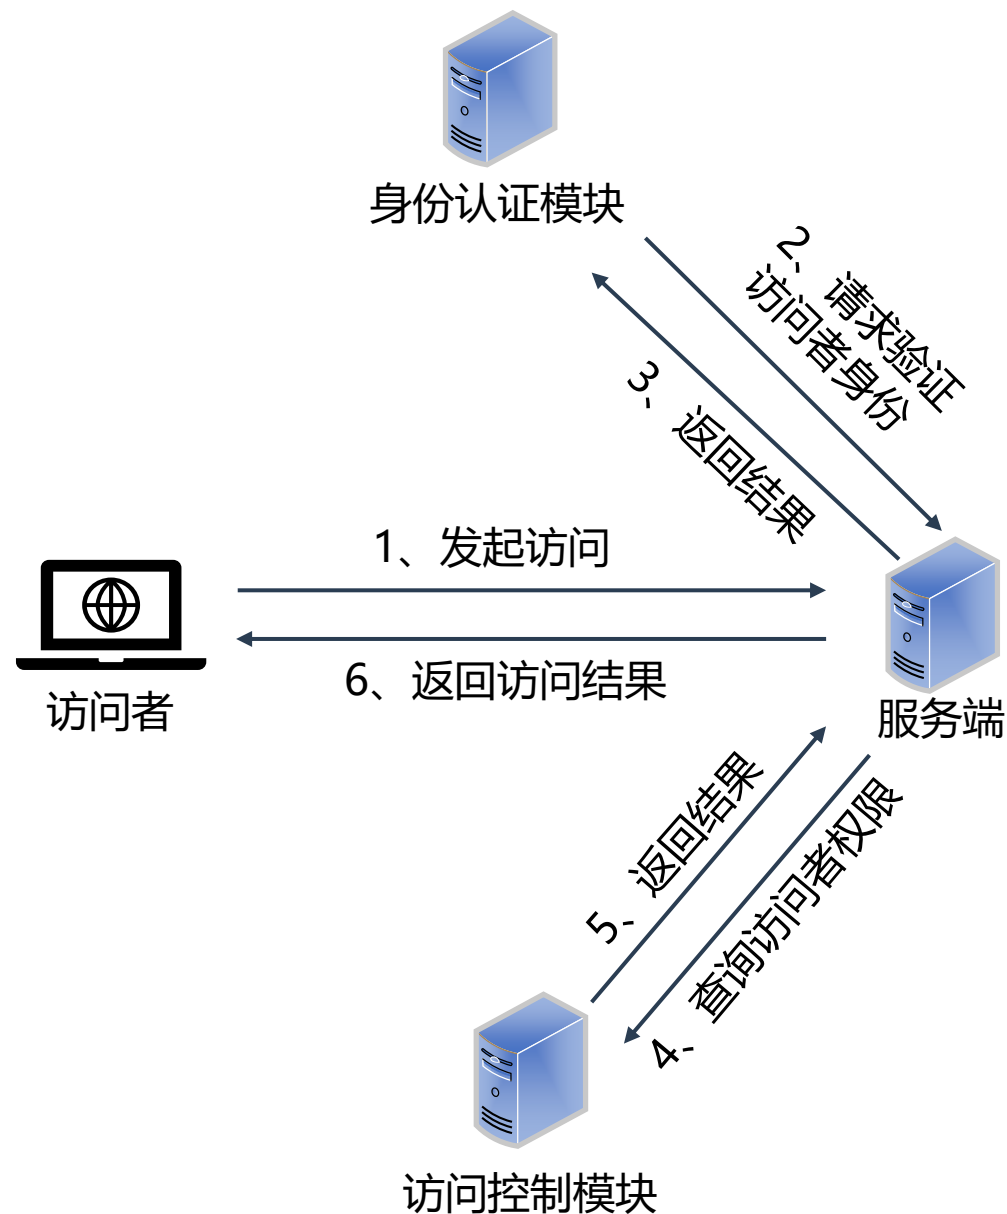 身份认证模块
2、请求验证
访问者身份
3、返回结果
1、发起访问
6、返回访问结果
访问者
服务端
5、返回结果
4、查询访问者权限
访问控制模块